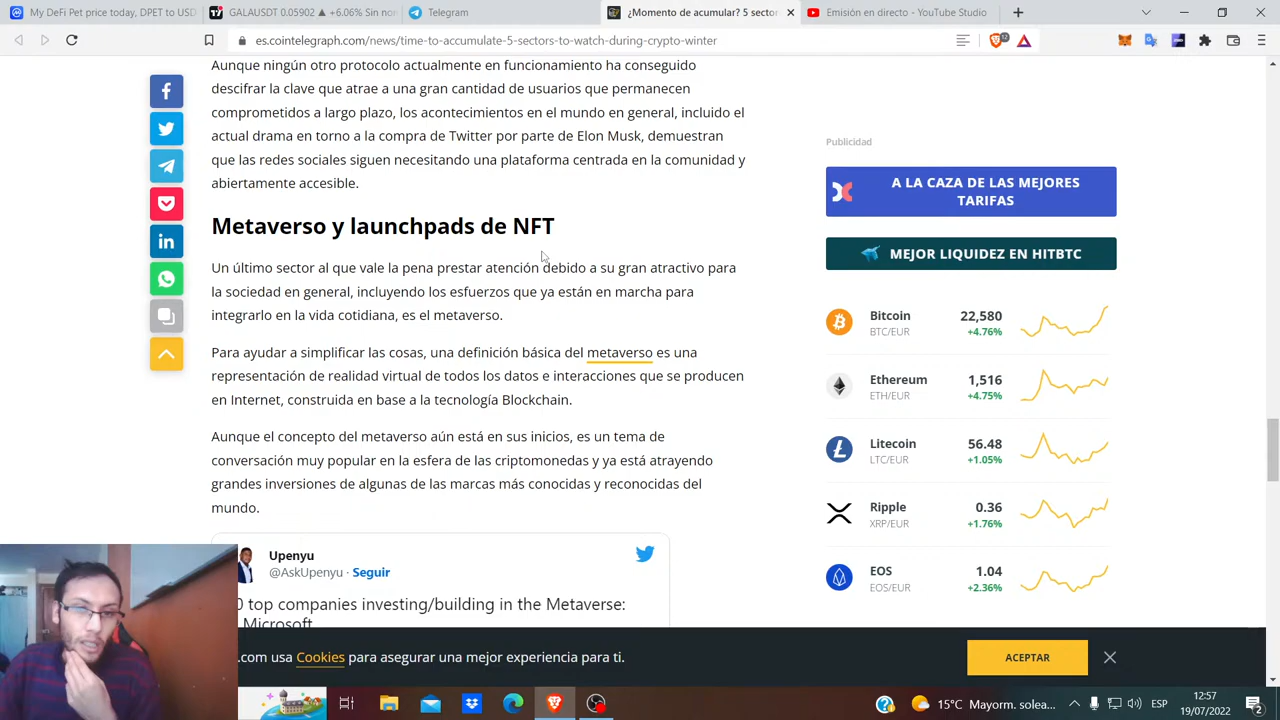 My DeFi Pet price today, DPET to USD
GALAUSDT 0.05902 ▲ +6.06% Sin nom
Telegram
¿Momento de acumular? 5 sector
Emisión en directo - YouTube Studio
es.cointelegraph.com/news/time-to-accumulate-5-sectors-to-watch-during-crypto-winter
12
Aunque ningún otro protocolo actualmente en funcionamiento ha conseguido
descifrar la clave que atrae a una gran cantidad de usuarios que permanecen
comprometidos a largo plazo, los acontecimientos en el mundo en general, incluido el
actual drama en torno a la compra de Twitter por parte de Elon Musk, demuestran
que las redes sociales siguen necesitando una plataforma centrada en la comunidad y
abiertamente accesible.
Metaverso y launchpads de NFT
Un último sector al que vale la pena prestar atención debido a su gran atractivo para
la sociedad en general, incluyendo los esfuerzos que ya están en marcha para
integrarlo en la vida cotidiana, es el metaverso.
Para ayudar a simplificar las cosas, una definición básica del metaverso es una
representación de realidad virtual de todos los datos e interacciones que se producen
en Internet, construida en base a la tecnología Blockchain.
Aunque el concepto del metaverso aún está en sus inicios, es un tema de
conversación muy popular en la esfera de las criptomonedas y ya está atrayendo
grandes inversiones de algunas de las marcas más conocidas y reconocidas del
mundo.
Upenyu
@AskUpenyu · Seguir
0 top companies investing/building in the Metaverse:
Microsoft
Publicidad
A LA CAZA DE LAS MEJORES
TARIFAS
MEJOR LIQUIDEZ EN HITBTC
Bitcoin 22,580
BTC/EUR +4.76%
Ethereum 1,516
ETH/EUR +4.75%
Litecoin 56.48
LTC/EUR +1.05%
Ripple 0.36
XRP/EUR +1.76%
EOS 1.04
EOS/EUR +2.36%
.com usa Cookies para asegurar una mejor experiencia para ti.
ACEPTAR
15°C Mayorm. solea...
ESP
12:57
19/07/2022
2